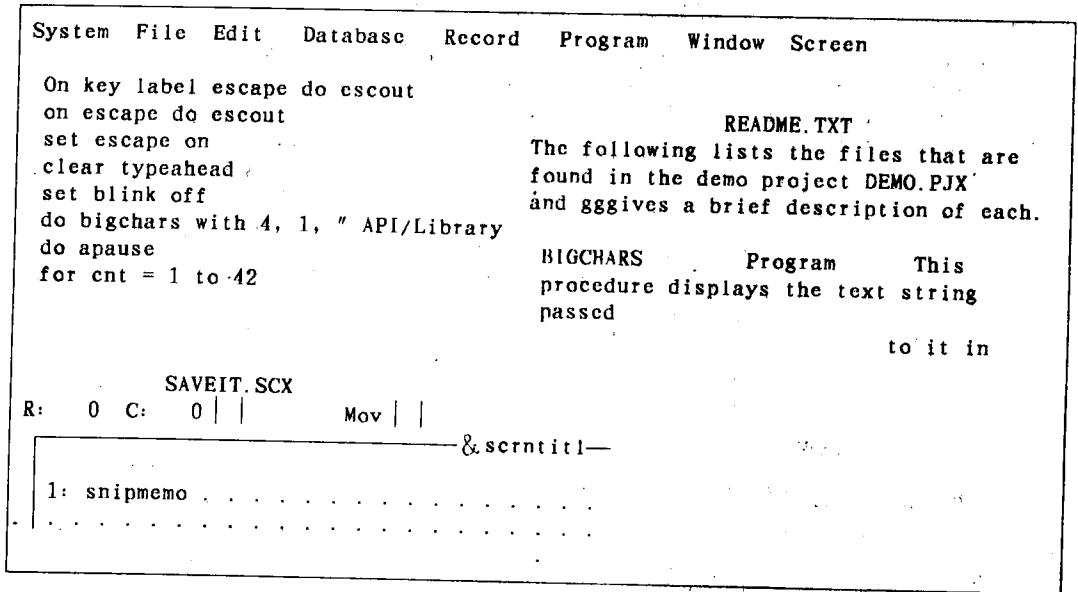 System File Edit Database Record Program Window Screen
On key label escape do escout
on escape do escout
set escape on
clear typeahead
set blink off
do bigchars with 4, 1, " API/Library
do apause
for cnt = 1 to 42
README.TXT
The following lists the files that are
found in the demo project DEMO.PJX
and gggives a brief description of each.
BIGCHARS Program This
procedure displays the text string
passed
to it in
SAVEIT.SCX
R: 0 C: 0 | | Mov | |
&scrntitl
1: snipmemo . . . . . . . . . . . . . . . .